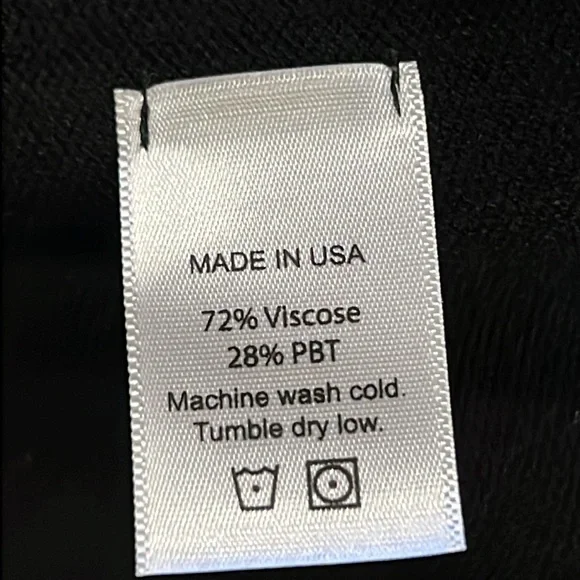 MADE IN USA
72% Viscose
28% PBT
Machine wash cold.
Tumble dry low.